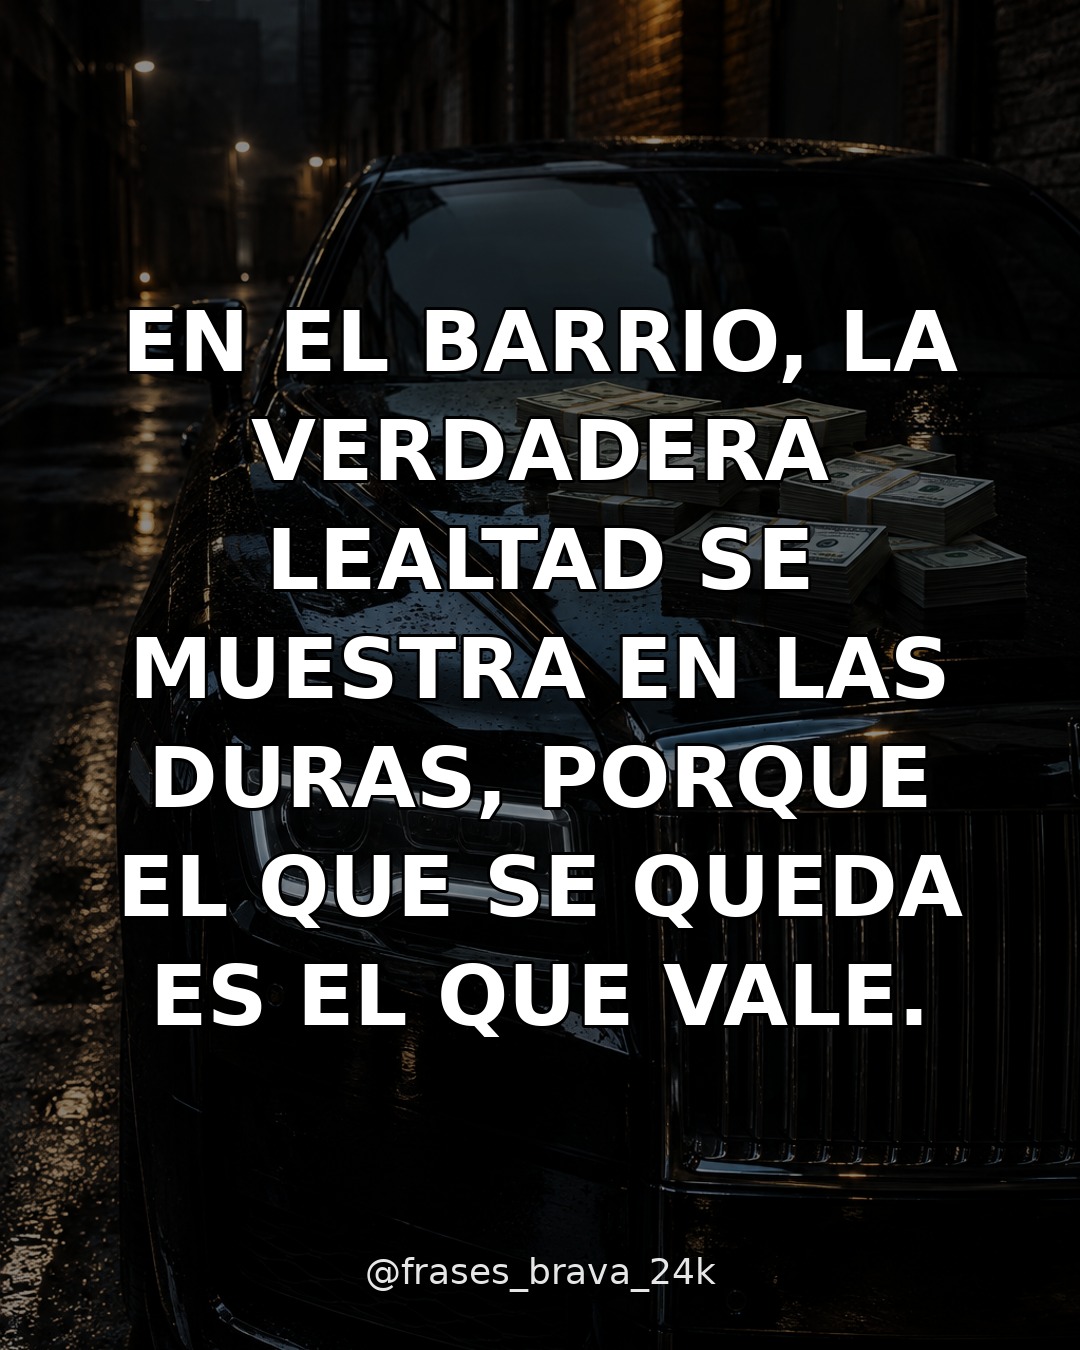 EN EL BARRIO, LA
VERDADERA
LEALTAD SE
MUESTRA EN LAS
DURAS, PORQUE
EL QUE SE QUEDA
ES EL QUE VALE.
@frases_brava_24k